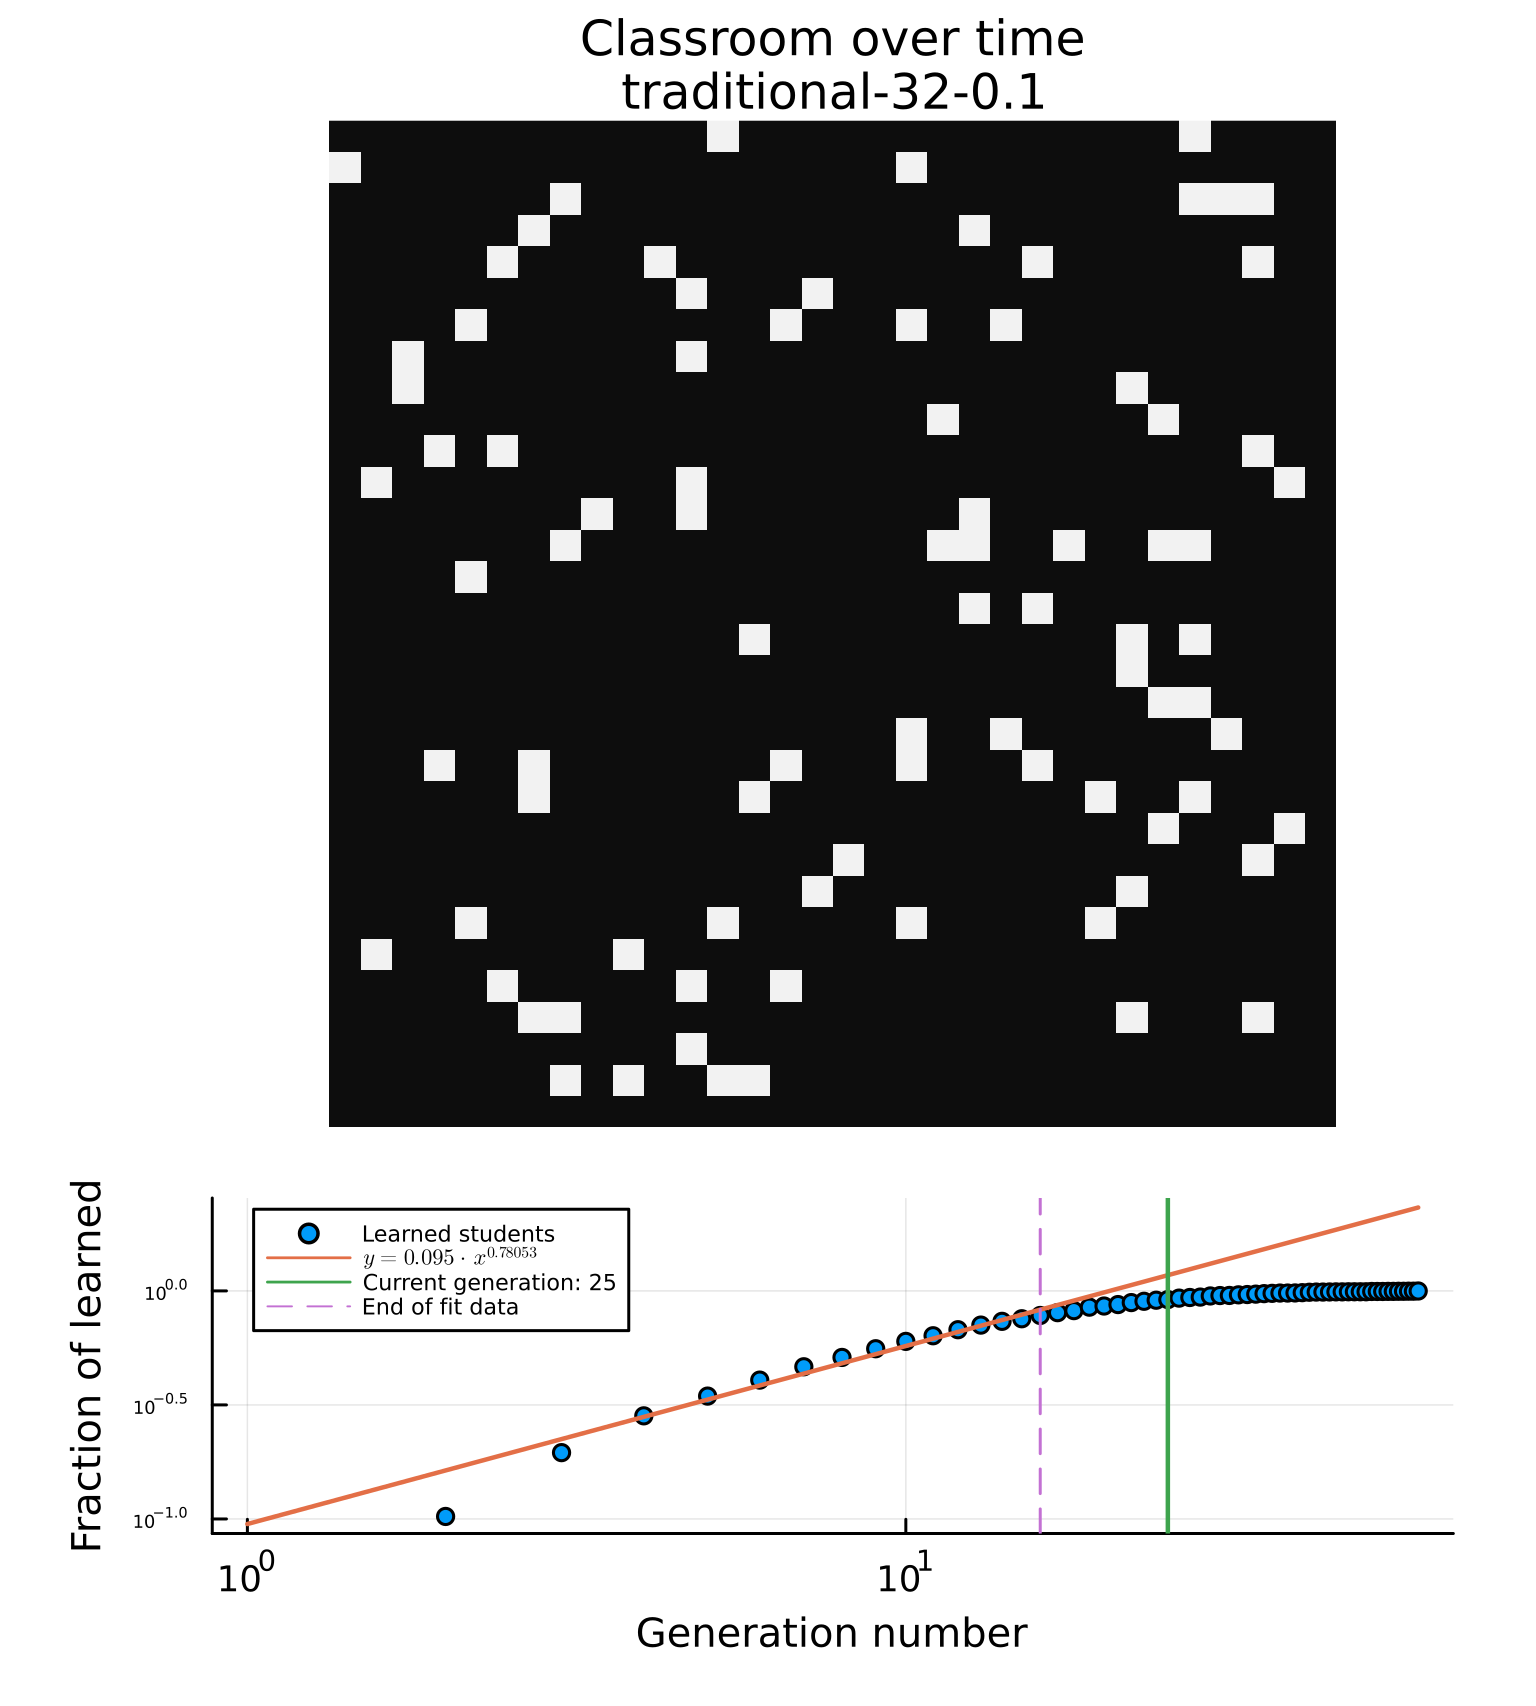 Classroom over time
traditional-32-0.1
Fraction of learned
Learned students
y = 0.095 · x^0.78053
Current generation: 25
End of fit data
10^0.0
10^−0.5
10^−1.0
10^0
10^1
Generation number